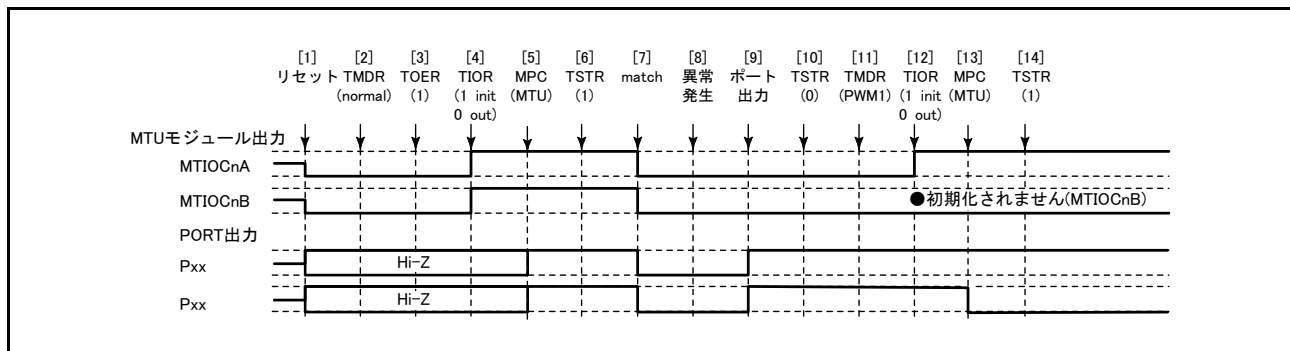 [1] [2] [3] [4] [5] [6] [7] [8] [9] [10] [11] [12] [13] [14]
リセット TMDR TOER TIOR MPC TSTR match 異常 ポート TSTR TMDR TIOR MPC TSTR
(normal) (1) (1 init (MTU) (1) 発生 出力 (0) (PWM1) (1 init (MTU) (1)
0 out) 0 out)
MTUモジュール出力
MTIOCnA
MTIOCnB ●初期化されません(MTIOCnB)
PORT出力
Pxx Hi-Z
Pxx Hi-Z